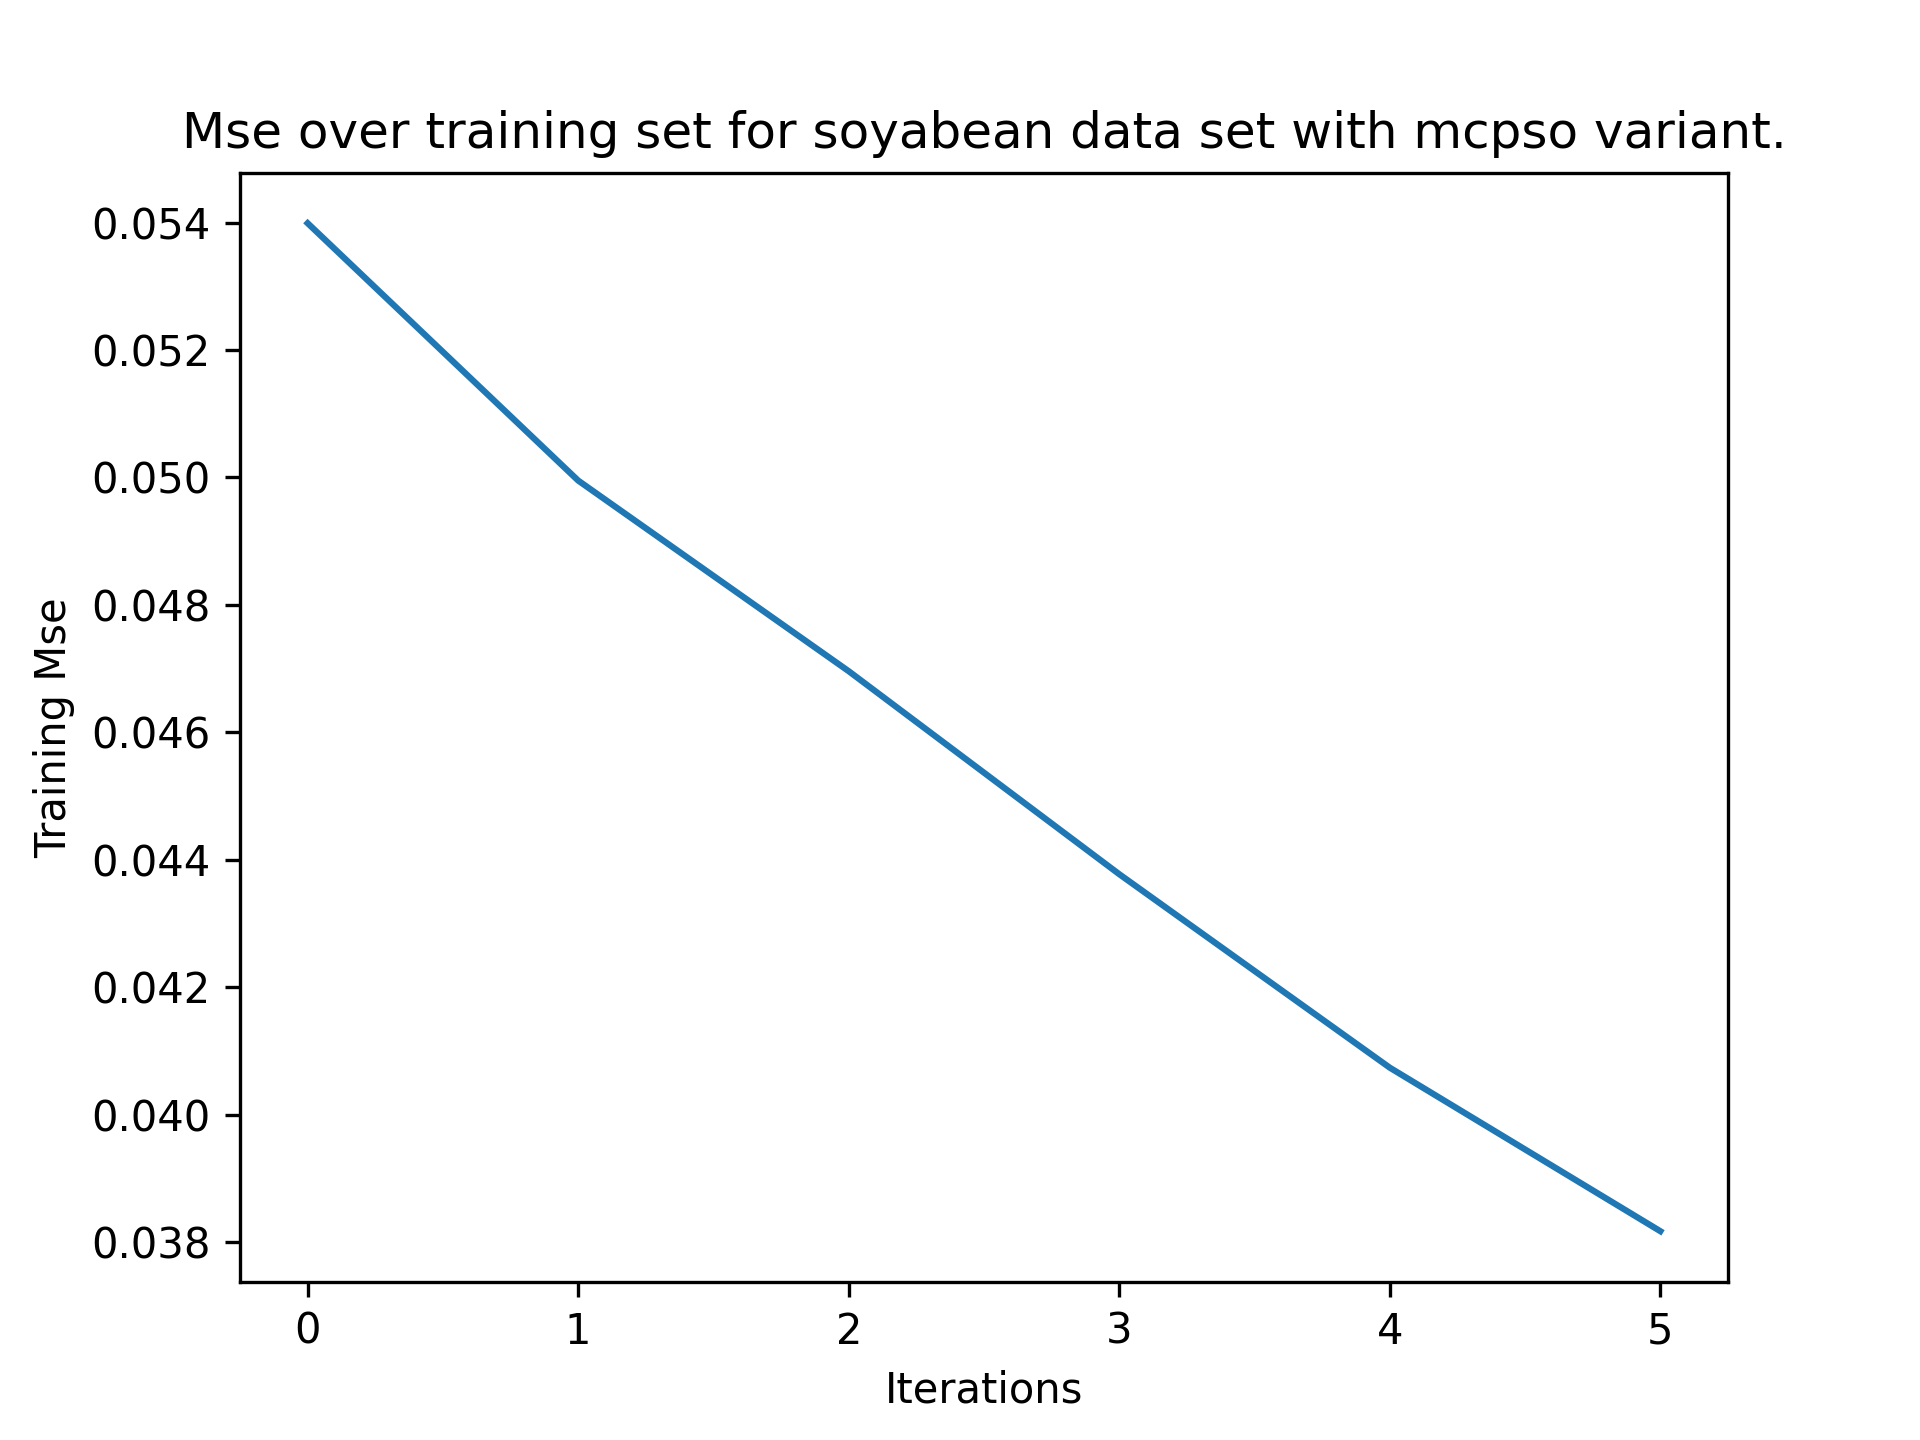 Mse over training set for soyabean data set with mcpso variant.
0.054
0.052
0.050
0.048
0.046
0.044
0.042
0.040
0.038
Training Mse
0 1 2 3 4 5
Iterations